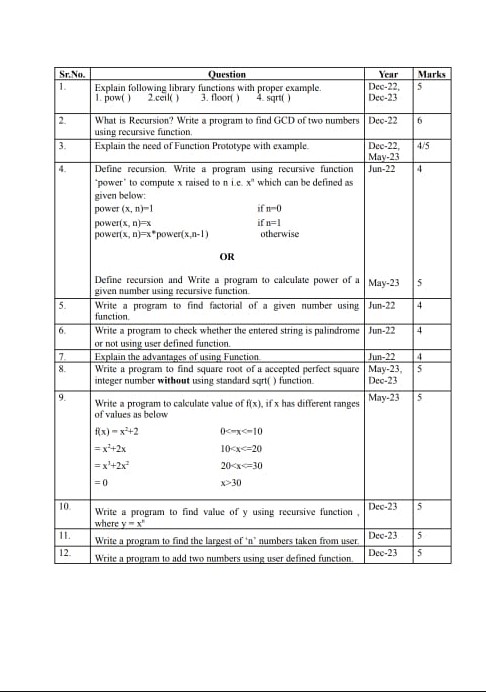 Sr.No. Question Year Marks
1. Explain following library functions with proper example. Dec-22, 5
1. pow( ) 2.ceil( ) 3. floor( ) 4. sqrt( ) Dec-23
2. What is Recursion? Write a program to find GCD of two numbers Dec-22 6
using recursive function.
3. Explain the need of Function Prototype with example. Dec-22, 4/5
May-23
4. Define recursion. Write a program using recursive function Jun-22 4
‘power’ to compute x raised to n i.e. xⁿ which can be defined as
given below:
power (x, n)=1 if n=0
power(x, n)=x if n=1
power(x, n)=x*power(x,n-1) otherwise
OR
Define recursion and Write a program to calculate power of a May-23 5
given number using recursive function.
5. Write a program to find factorial of a given number using Jun-22 4
function.
6. Write a program to check whether the entered string is palindrome Jun-22 4
or not using user defined function.
7. Explain the advantages of using Function. Jun-22 4
8. Write a program to find square root of a accepted perfect square May-23, 5
integer number without using standard sqrt( ) function. Dec-23
9. Write a program to calculate value of f(x), if x has different ranges May-23 5
of values as below
f(x) = x²+2 0<=x<=10
= x²+2x 10<x<=20
= x³+2x² 20<x<=30
= 0 x>30
10. Write a program to find value of y using recursive function , Dec-23 5
where y = xⁿ
11. Write a program to find the largest of ‘n’ numbers taken from user. Dec-23 5
12. Write a program to add two numbers using user defined function. Dec-23 5